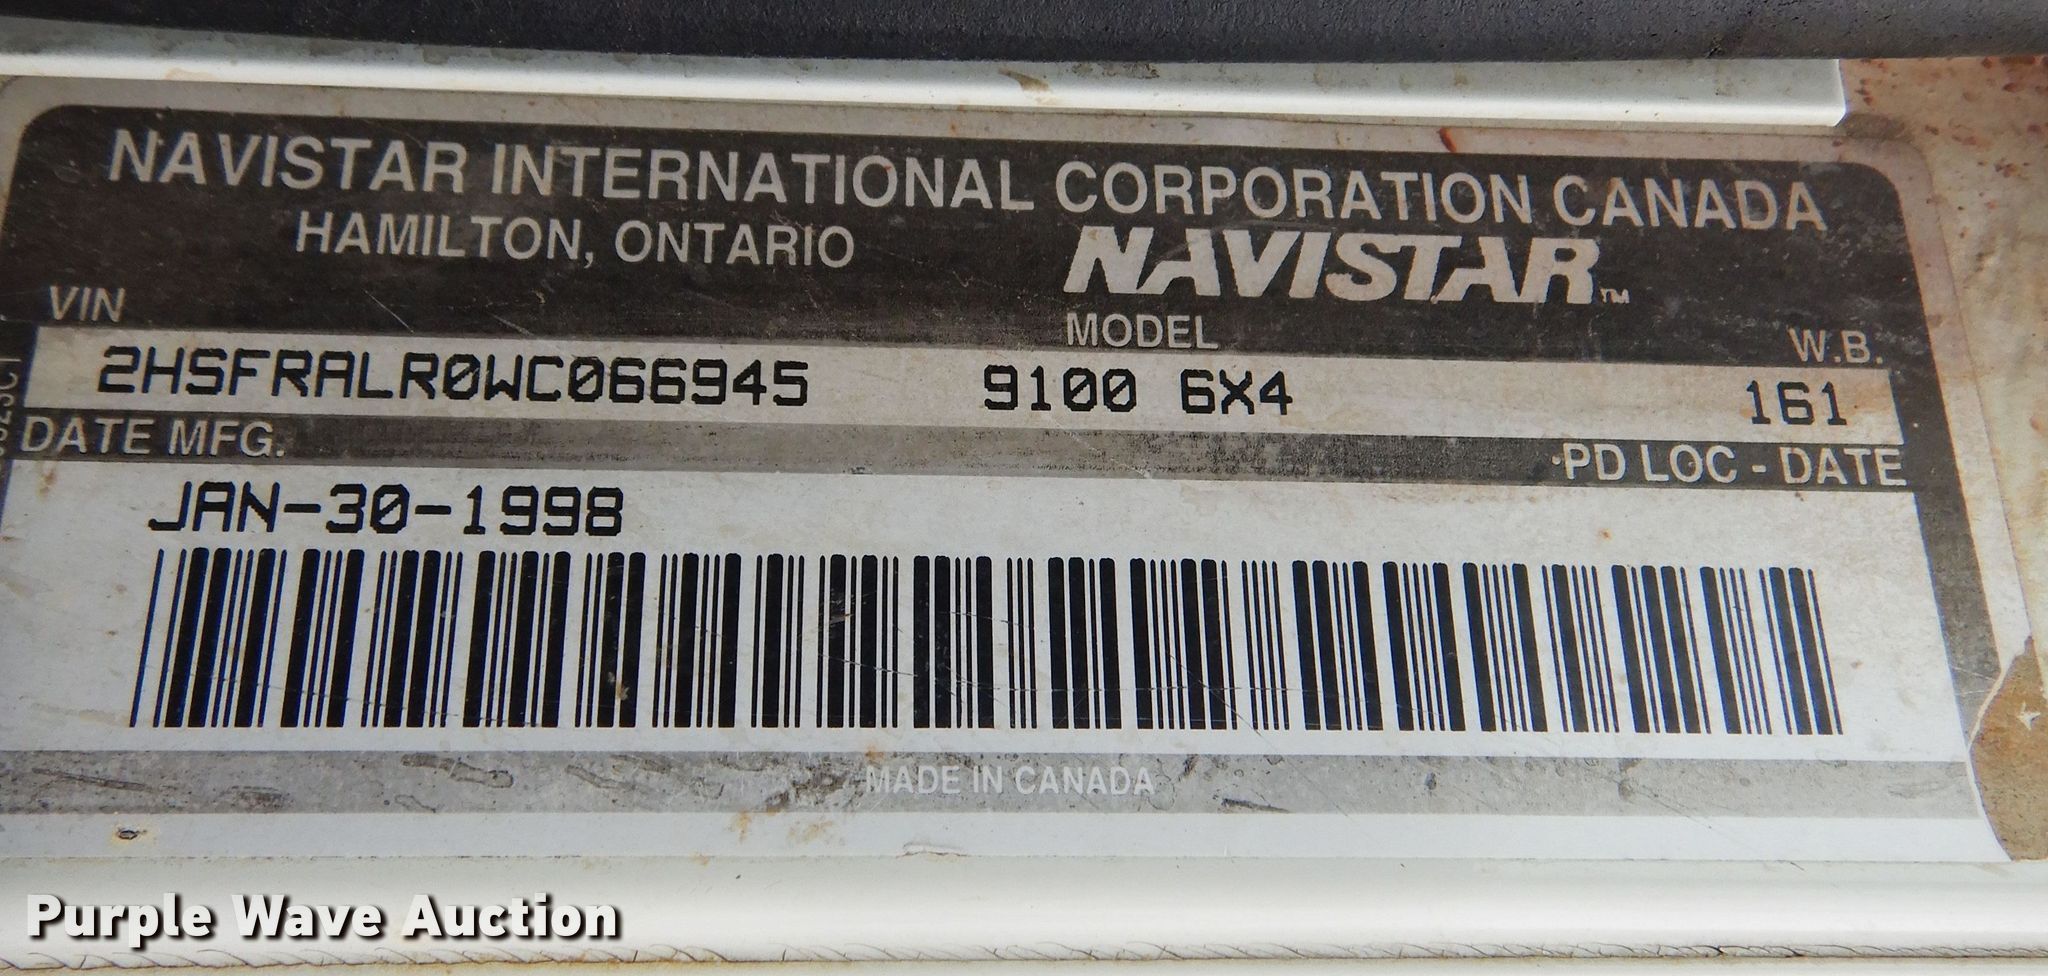 NAVISTAR INTERNATIONAL CORPORATION CANADA
HAMILTON, ONTARIO
NAVISTAR™
VIN
MODEL
W.B.
2HSFRALR0WC066945
9100 6X4
161
DATE MFG.
PD LOC - DATE
JAN-30-1998
MADE IN CANADA
Purple Wave Auction